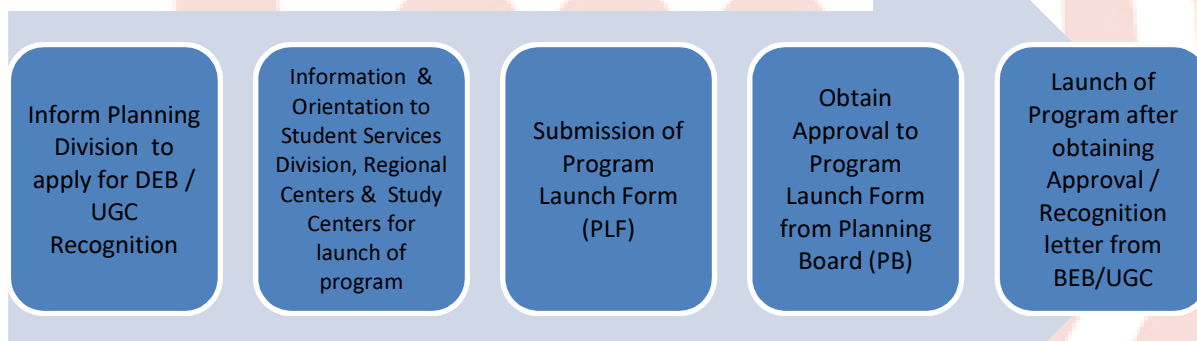 Inform Planning
Division to
apply for DEB /
UGC
Recognition
Information &
Orientation to
Student Services
Division, Regional
Centers & Study
Centers for
launch of
program
Submission of
Program
Launch Form
(PLF)
Obtain
Approval to
Program
Launch Form
from Planning
Board (PB)
Launch of
Program after
obtaining
Approval /
Recognition
letter from
BEB/UGC